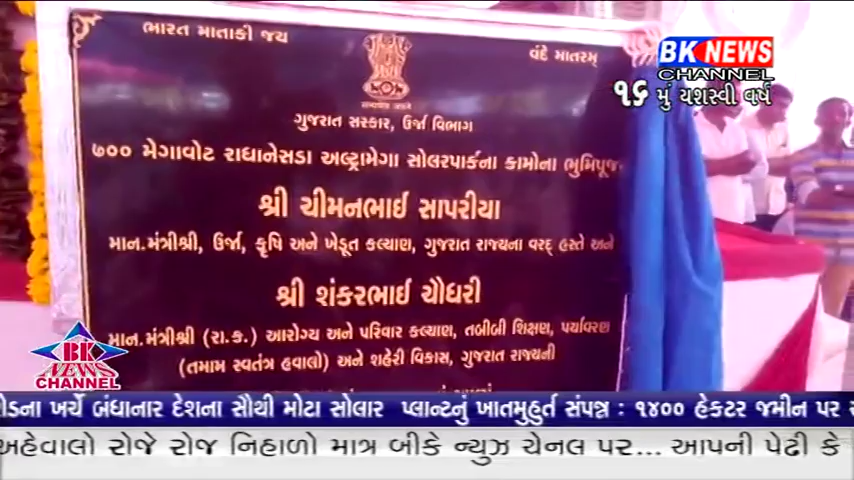 ભારત માતાકી જય
વંદે માતરમ્
BK NEWS
CHANNEL
૧૬ મું યશસ્વી વર્ષ
સત્યમેવ જયતે
ગુજરાત સરકાર, ઉર્જા વિભાગ
૭૦૦ મેગાવોટ રાધાનેસડા અલ્ટ્રામેગા સોલરપાર્કના કામોના ભુમિપૂજન
શ્રી ચીમનભાઈ સાપરીયા
માન.મંત્રીશ્રી, ઉર્જા, કૃષિ અને ખેડૂત કલ્યાણ, ગુજરાત રાજ્યના વરદ્ હસ્તે અને
શ્રી શંકરભાઈ ચૌધરી
માન.મંત્રીશ્રી (રા.ક.) આરોગ્ય અને પરિવાર કલ્યાણ, તબીબી શિક્ષણ, પર્યાવરણ
(તમામ સ્વતંત્ર હવાલો) અને શહેરી વિકાસ, ગુજરાત રાજ્યની
BK
NEWS
CHANNEL
ડના ખર્ચે બંધાનાર દેશના સૌથી મોટા સોલાર પ્લાન્ટનું ખાતમુહુર્ત સંપન્ન : ૧૪૦૦ હેક્ટર જમીન પર
અહેવાલો રોજે રોજ નિહાળો માત્ર બીકે ન્યુઝ ચેનલ પર... આપની પેઢી કે